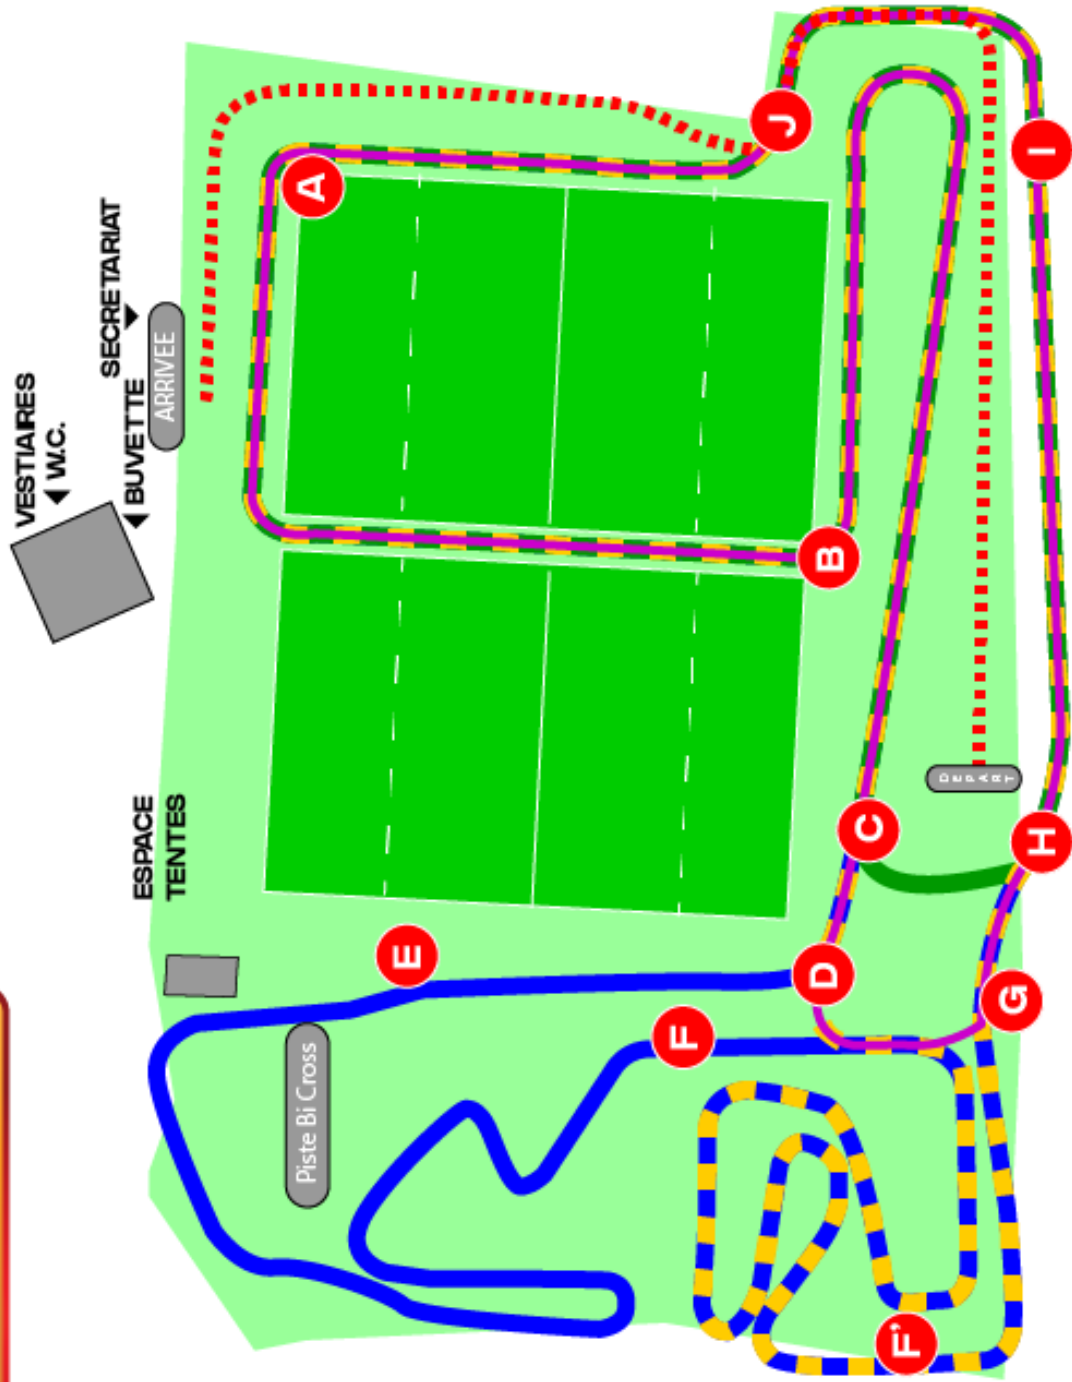 VESTIAIRES
W.C.
BUVETTE
SECRETARIAT
ARRIVEE
ESPACE
TENTES
Piste Bi Cross
DEPART
A
B
C
D
E
F
F'
G
H
I
J